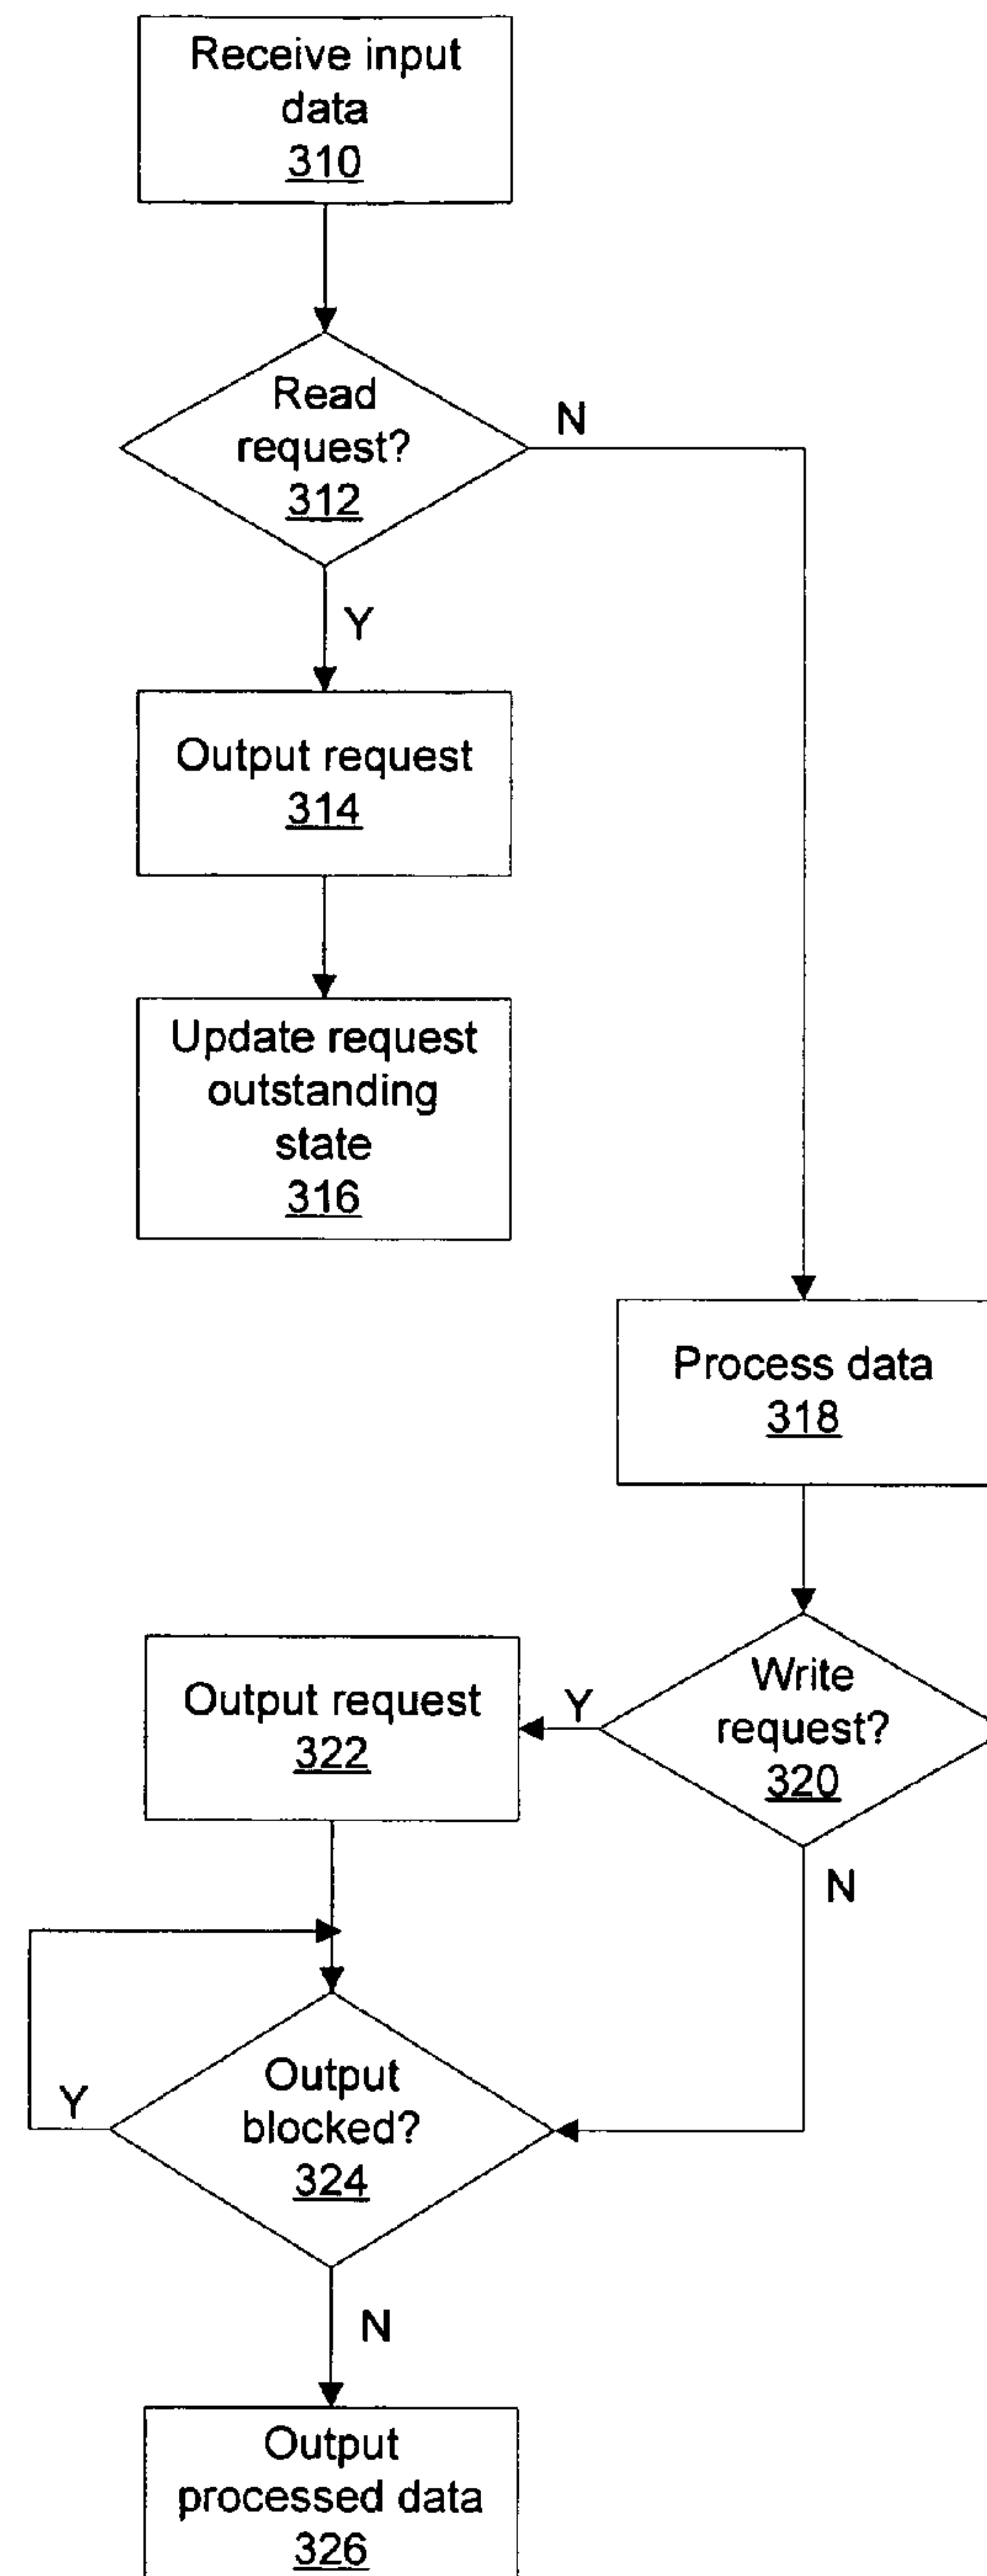 Receive input
data
310
Read
request?
312
N
Y
Output request
314
Update request
outstanding
state
316
Process data
318
Write
request?
320
Y
Output request
322
N
Output
blocked?
324
Y
N
Output
processed data
326